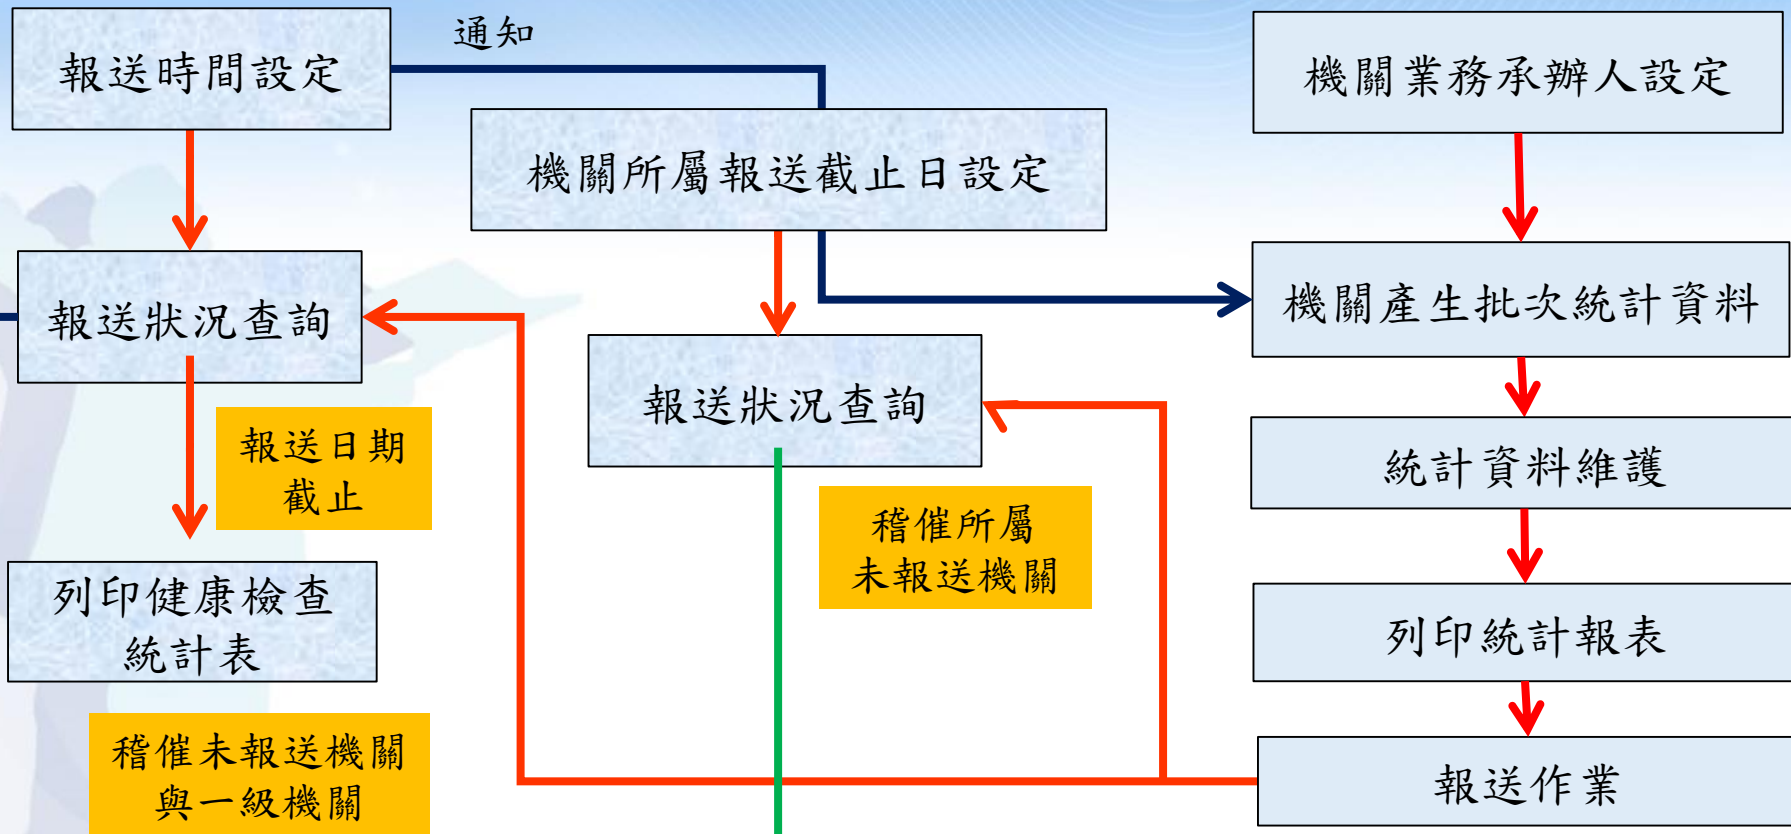 通知
報送時間設定
機關業務承辦人設定
機關所屬報送截止日設定
報送狀況查詢
機關產生批次統計資料
報送狀況查詢
報送日期
截止
統計資料維護
稽催所屬
未報送機關
列印健康檢查
統計表
列印統計報表
稽催未報送機關
與一級機關
報送作業